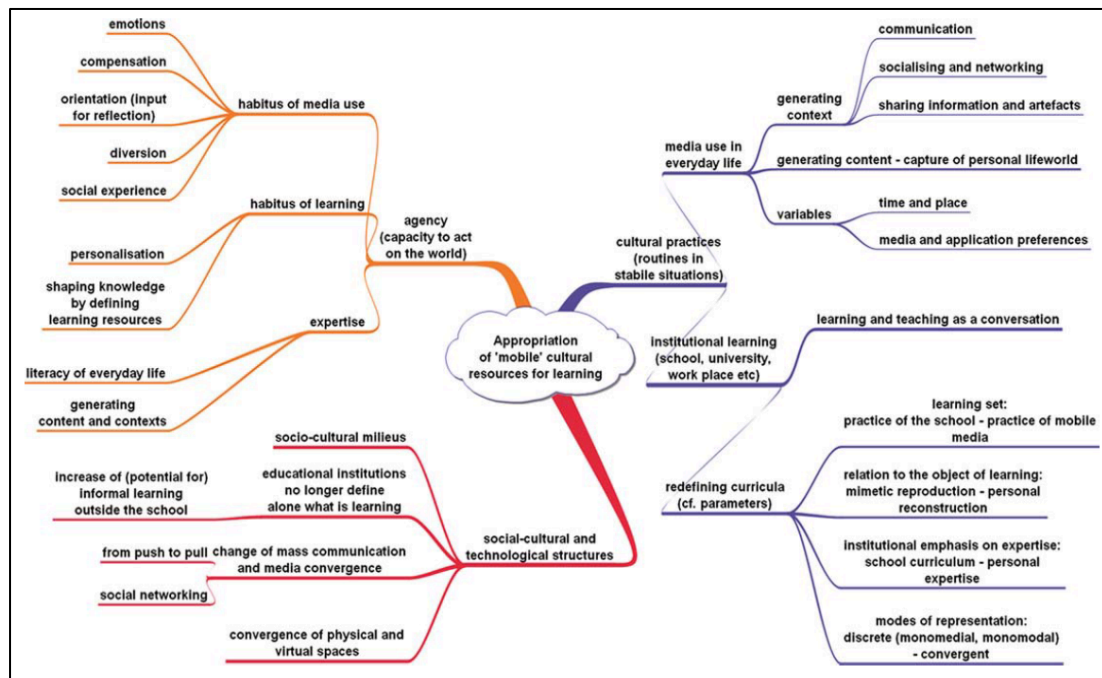 Appropriation
of 'mobile' cultural
resources for learning
agency
(capacity to act
on the world)
habitus of media use
emotions
compensation
orientation (input
for reflection)
diversion
social experience
habitus of learning
personalisation
shaping knowledge
by defining
learning resources
expertise
literacy of everyday life
generating
content and contexts
cultural practices
(routines in
stabile situations)
media use in
everyday life
generating
context
communication
socialising and networking
sharing information and artefacts
generating content - capture of personal lifeworld
variables
time and place
media and application preferences
institutional learning
(school, university,
work place etc)
learning and teaching as a conversation
redefining curricula
(cf. parameters)
learning set:
practice of the school - practice of mobile
media
relation to the object of learning:
mimetic reproduction - personal
reconstruction
institutional emphasis on expertise:
school curriculum - personal
expertise
modes of representation:
discrete (monomedial, monomodal)
- convergent
social-cultural and
technological structures
socio-cultural milieus
educational institutions
no longer define
alone what is learning
increase of (potential for)
informal learning
outside the school
change of mass communication
and media convergence
from push to pull
social networking
convergence of physical and
virtual spaces